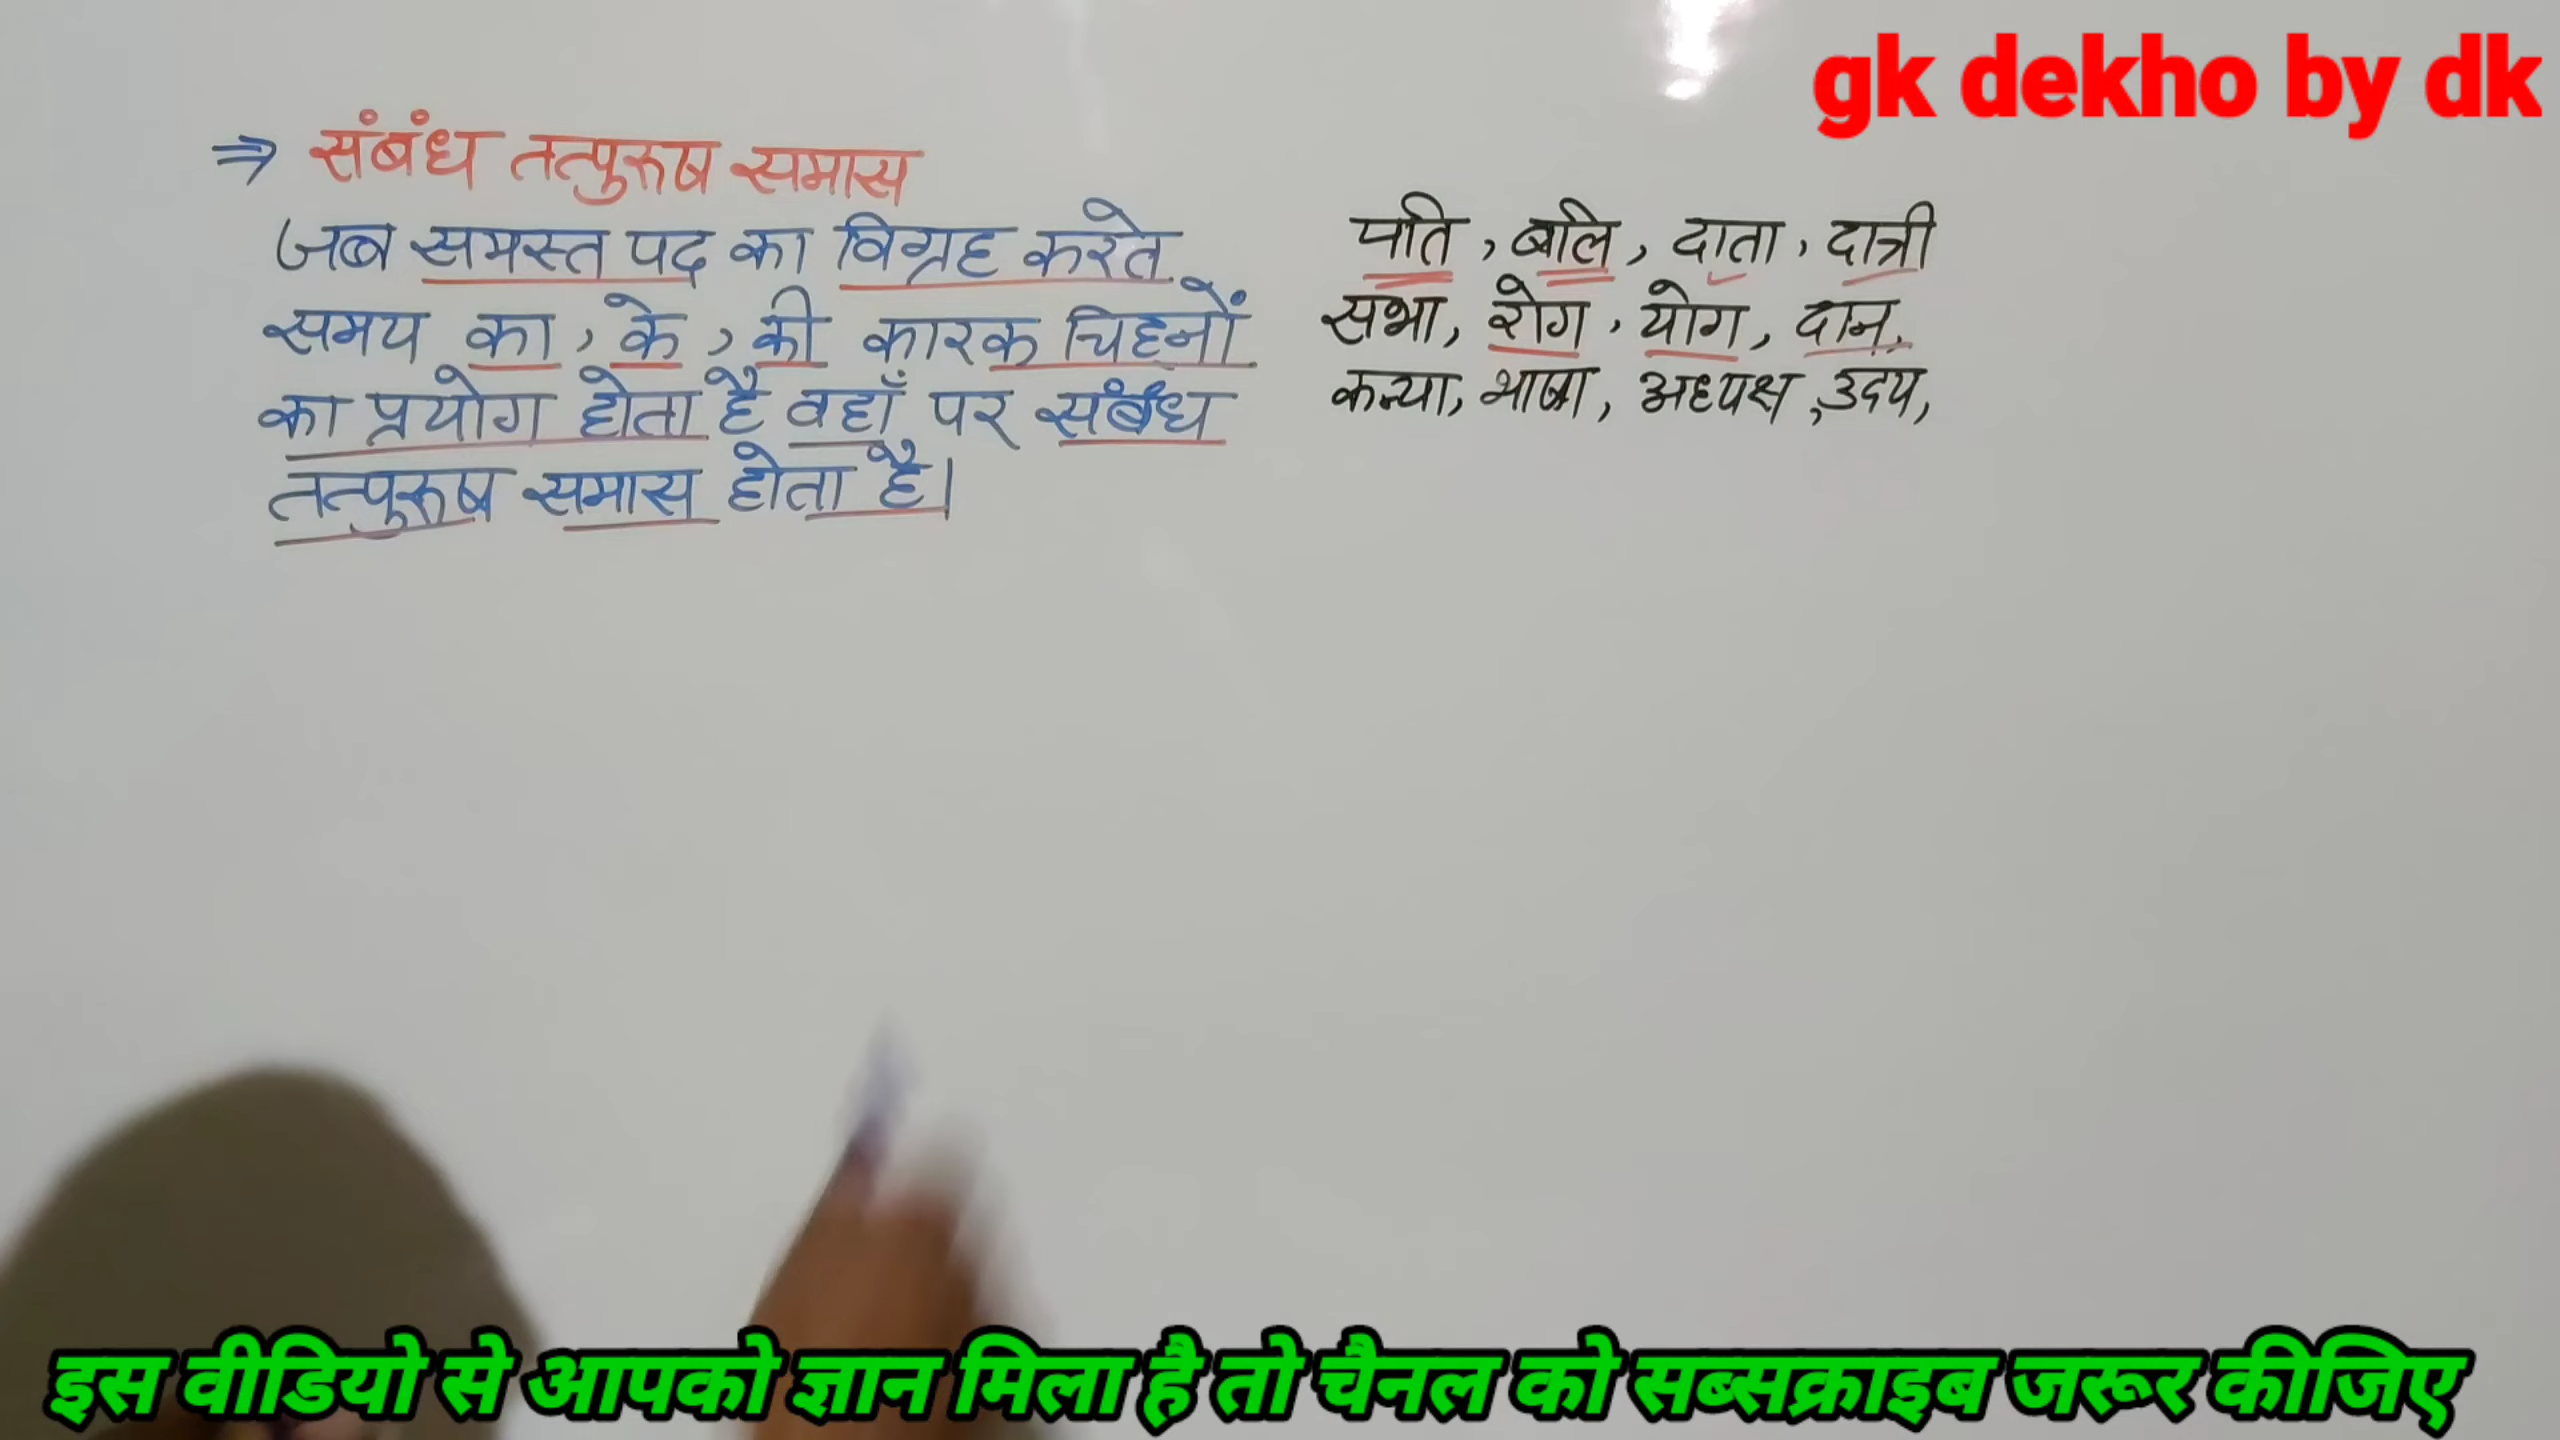 gk dekho by dk
⇒ संबंध तत्पुरूष समास
जब समस्त पद का विग्रह करते
समय का, के, की कारक चिह्नों
का प्रयोग होता है वहाँ पर संबंध
तत्पुरूष समास होता है।
पति, बलि, दाता, दात्री
सभा, रोग, योग, दान,
कन्या, भाषा, अध्यक्ष, उदय,
इस वीडियो से आपको ज्ञान मिला है तो चैनल को सब्सक्राइब जरूर कीजिए